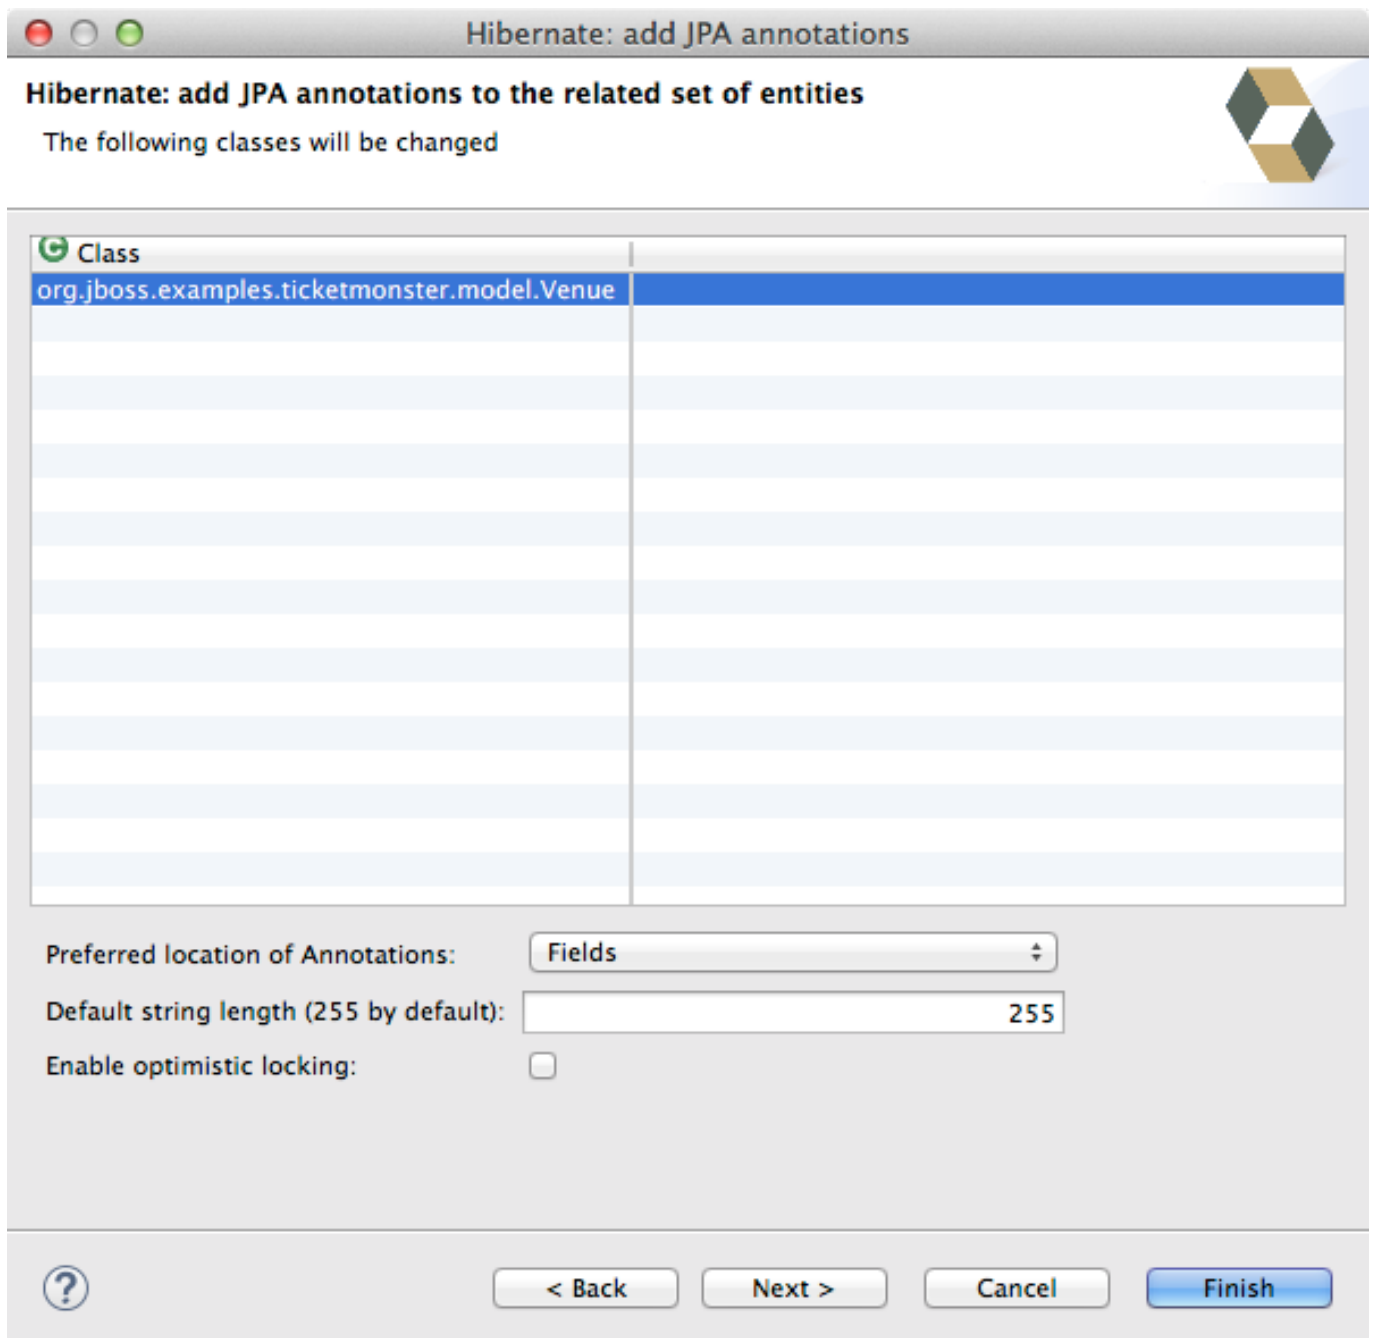 Hibernate: add JPA annotations
Hibernate: add JPA annotations to the related set of entities
The following classes will be changed
C Class
org.jboss.examples.ticketmonster.model.Venue
Preferred location of Annotations: Fields
Default string length (255 by default): 255
Enable optimistic locking:
? < Back Next > Cancel Finish